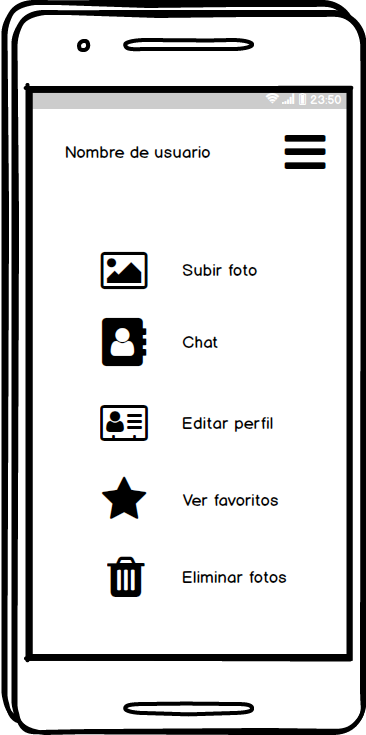 23:50
Nombre de usuario
Subir foto
Chat
Editar perfil
Ver favoritos
Eliminar fotos